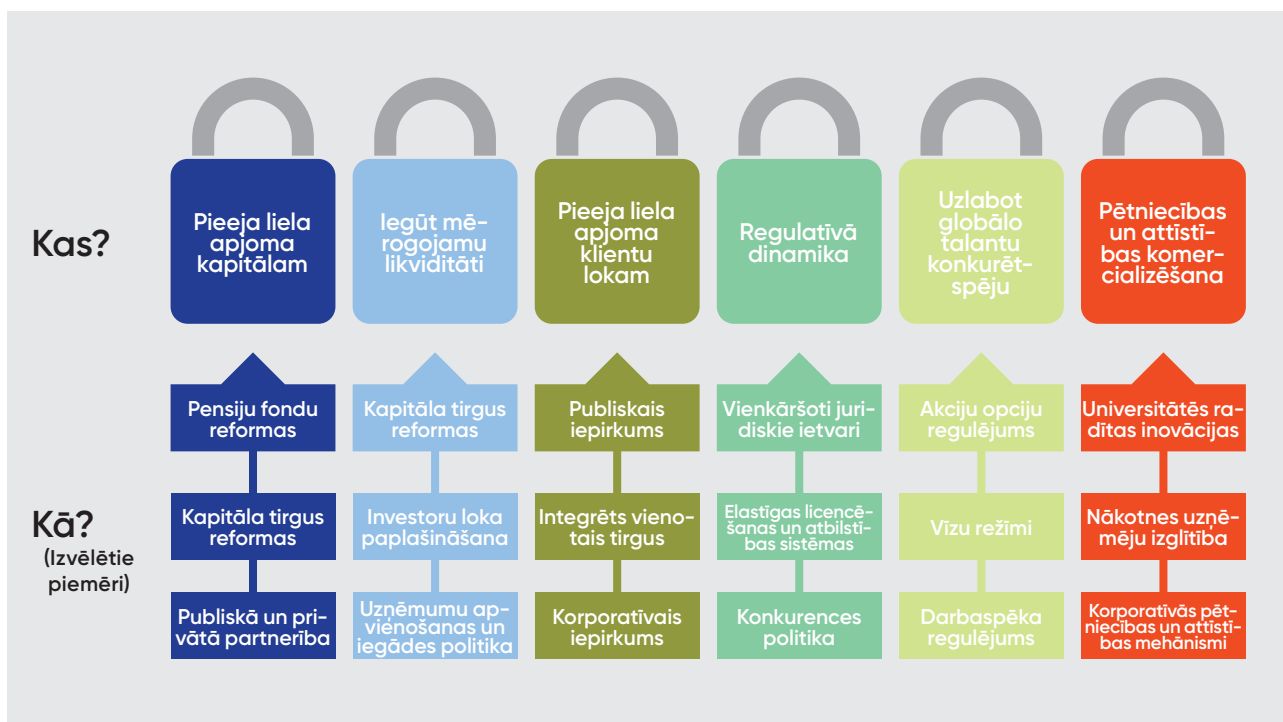 Kas?
Pieeja liela
apjoma
kapitālam
Iegūt mē-
rogojamu
likviditāti
Pieeja liela
apjoma
klientu
lokam
Regulatīvā
dinamika
Uzlabot
globālo
talantu
konkurēt-
spēju
Pētniecības
un attīstī-
bas komer-
cializēšana
Kā?
(Izvēlētie
piemēri)
Pensiju fondu
reformas
Kapitāla tirgus
reformas
Publiskais
iepirkums
Vienkāršoti juri-
diskie ietvari
Akciju opciju
regulējums
Universitātēs ra-
dītas inovācijas
Kapitāla tirgus
reformas
Investoru loka
paplašināšana
Integrēts vieno-
tais tirgus
Elastīgas licencē-
šanas un atbilstī-
bas sistēmas
Vīzu režīmi
Nākotnes uzņē-
mēju izglītība
Publiskā un pri-
vātā partnerība
Uzņēmumu ap-
vienošanas un
iegādes politika
Korporatīvais
iepirkums
Konkurences
politika
Darbaspēka
regulējums
Korporatīvās pēt-
niecības un attīstī-
bas mehānismi